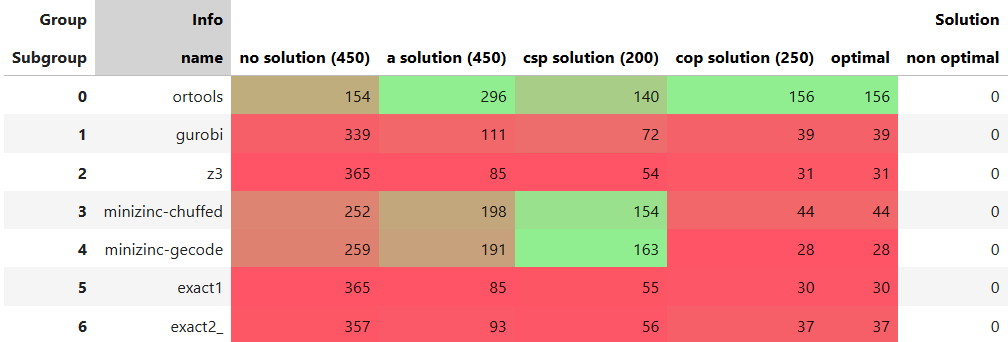 Group Info Solution
Subgroup name no solution (450) a solution (450) csp solution (200) cop solution (250) optimal non optimal
0 ortools 154 296 140 156 156 0
1 gurobi 339 111 72 39 39 0
2 z3 365 85 54 31 31 0
3 minizinc-chuffed 252 198 154 44 44 0
4 minizinc-gecode 259 191 163 28 28 0
5 exact1 365 85 55 30 30 0
6 exact2_ 357 93 56 37 37 0